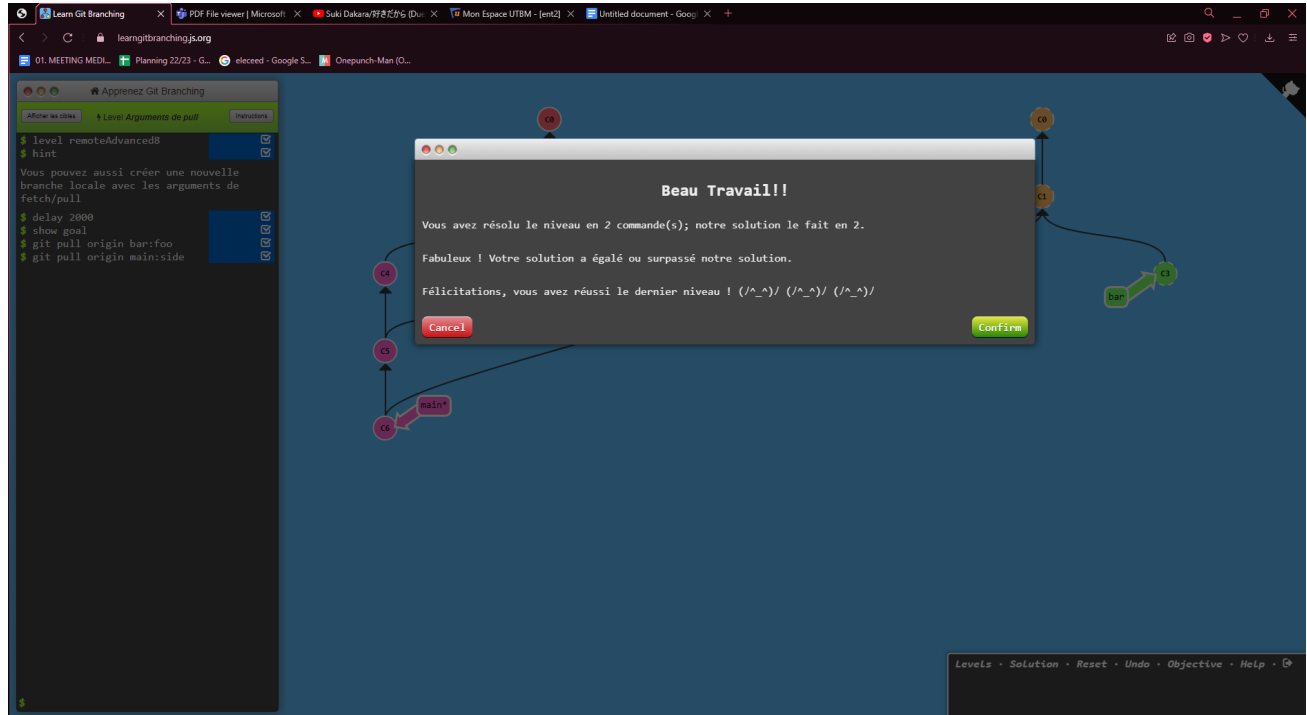 Learn Git Branching
PDF File viewer | Microsoft
Suki Dakara/好きだから (Due
Mon Espace UTBM - [ent2]
Untitled document - Goog
learngitbranching.js.org
01. MEETING MEDI...
Planning 22/23 - G...
eleceed - Google S...
Onepunch-Man (O...
Apprenez Git Branching
Afficher les cibles
Level Arguments de pull
Instructions
$ level remoteAdvanced8
$ hint
Vous pouvez aussi créer une nouvelle
branche locale avec les arguments de
fetch/pull
$ delay 2000
$ show goal
$ git pull origin bar:foo
$ git pull origin main:side
$
C0
C4
C5
C6
main*
Beau Travail!!
Vous avez résolu le niveau en 2 commande(s); notre solution le fait en 2.
Fabuleux ! Votre solution a égalé ou surpassé notre solution.
Félicitations, vous avez réussi le dernier niveau ! (/^_^)/ (/^_^)/ (/^_^)/
Cancel
Confirm
C0
C1
C3
bar
Levels · Solution · Reset · Undo · Objective · Help ·